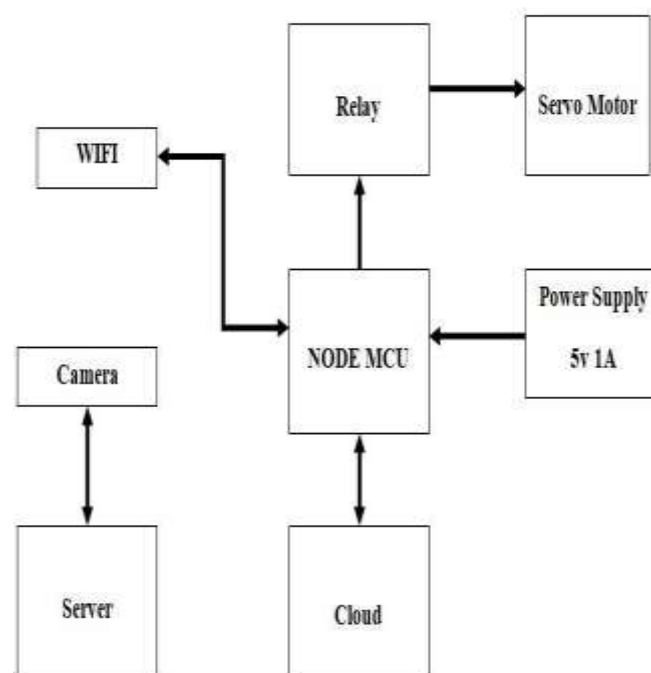 Relay
Servo Motor
WIFI
Power Supply
5v 1A
NODE MCU
Camera
Server
Cloud